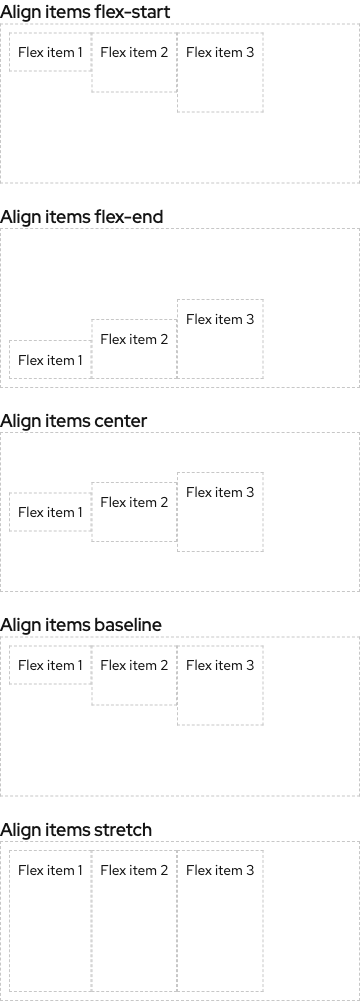 Align items flex-start
Flex item 1 Flex item 2 Flex item 3
Align items flex-end
Flex item 3
Flex item 2
Flex item 1
Align items center
Flex item 3
Flex item 2
Flex item 1
Align items baseline
Flex item 1 Flex item 2 Flex item 3
Align items stretch
Flex item 1 Flex item 2 Flex item 3